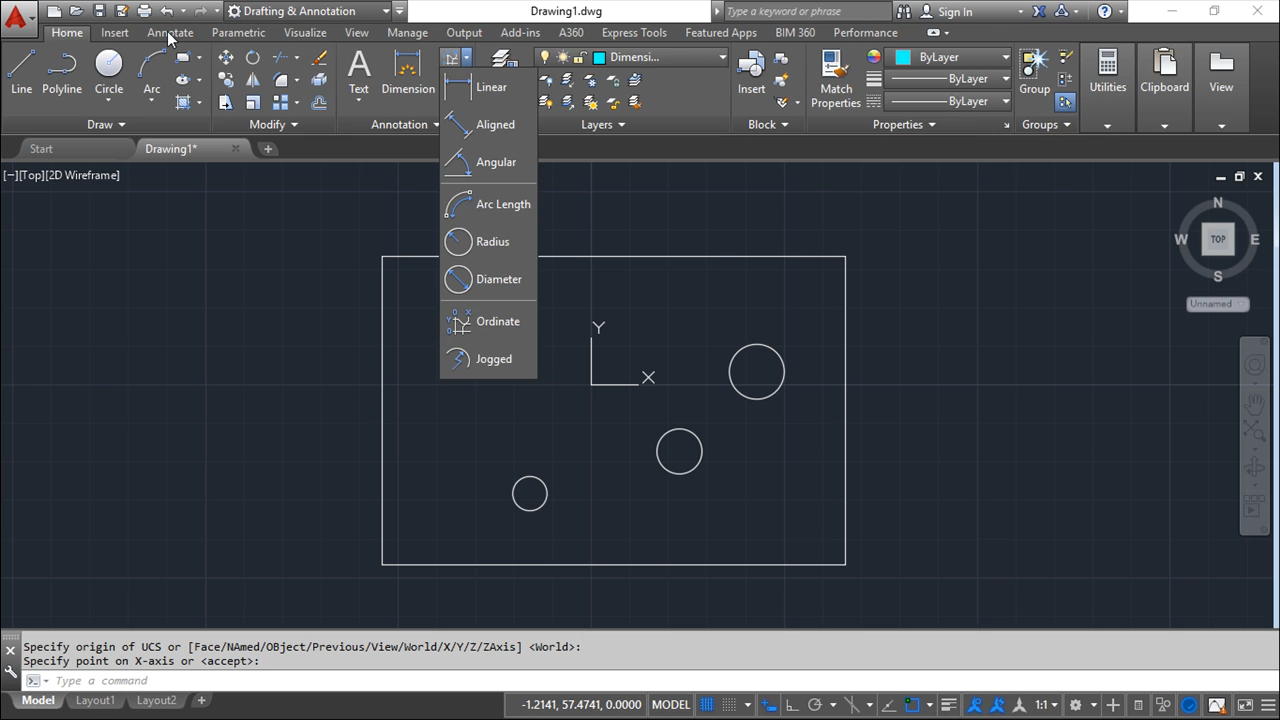 Drafting & Annotation
Drawing1.dwg
Type a keyword or phrase
Sign In
Home Insert Annotate Parametric Visualize View Manage Output Add-ins A360 Express Tools Featured Apps BIM 360 Performance
Line
Polyline
Circle
Arc
Text
Dimension
Dimensi...
Insert
Match
Properties
ByLayer
ByLayer
ByLayer
Group
Utilities
Clipboard
View
Draw
Modify
Annotation
Layers
Block
Properties
Groups
Linear
Aligned
Angular
Arc Length
Radius
Diameter
Ordinate
Jogged
Start
Drawing1*
[−][Top][2D Wireframe]
N
W
TOP
E
S
Unnamed
Y
X
Specify origin of UCS or [Face/NAmed/OBject/Previous/View/World/X/Y/Z/ZAxis] <World>:
Specify point on X-axis or <accept>:
Type a command
Model Layout1 Layout2
-1.2141, 57.4741, 0.0000 MODEL
1:1